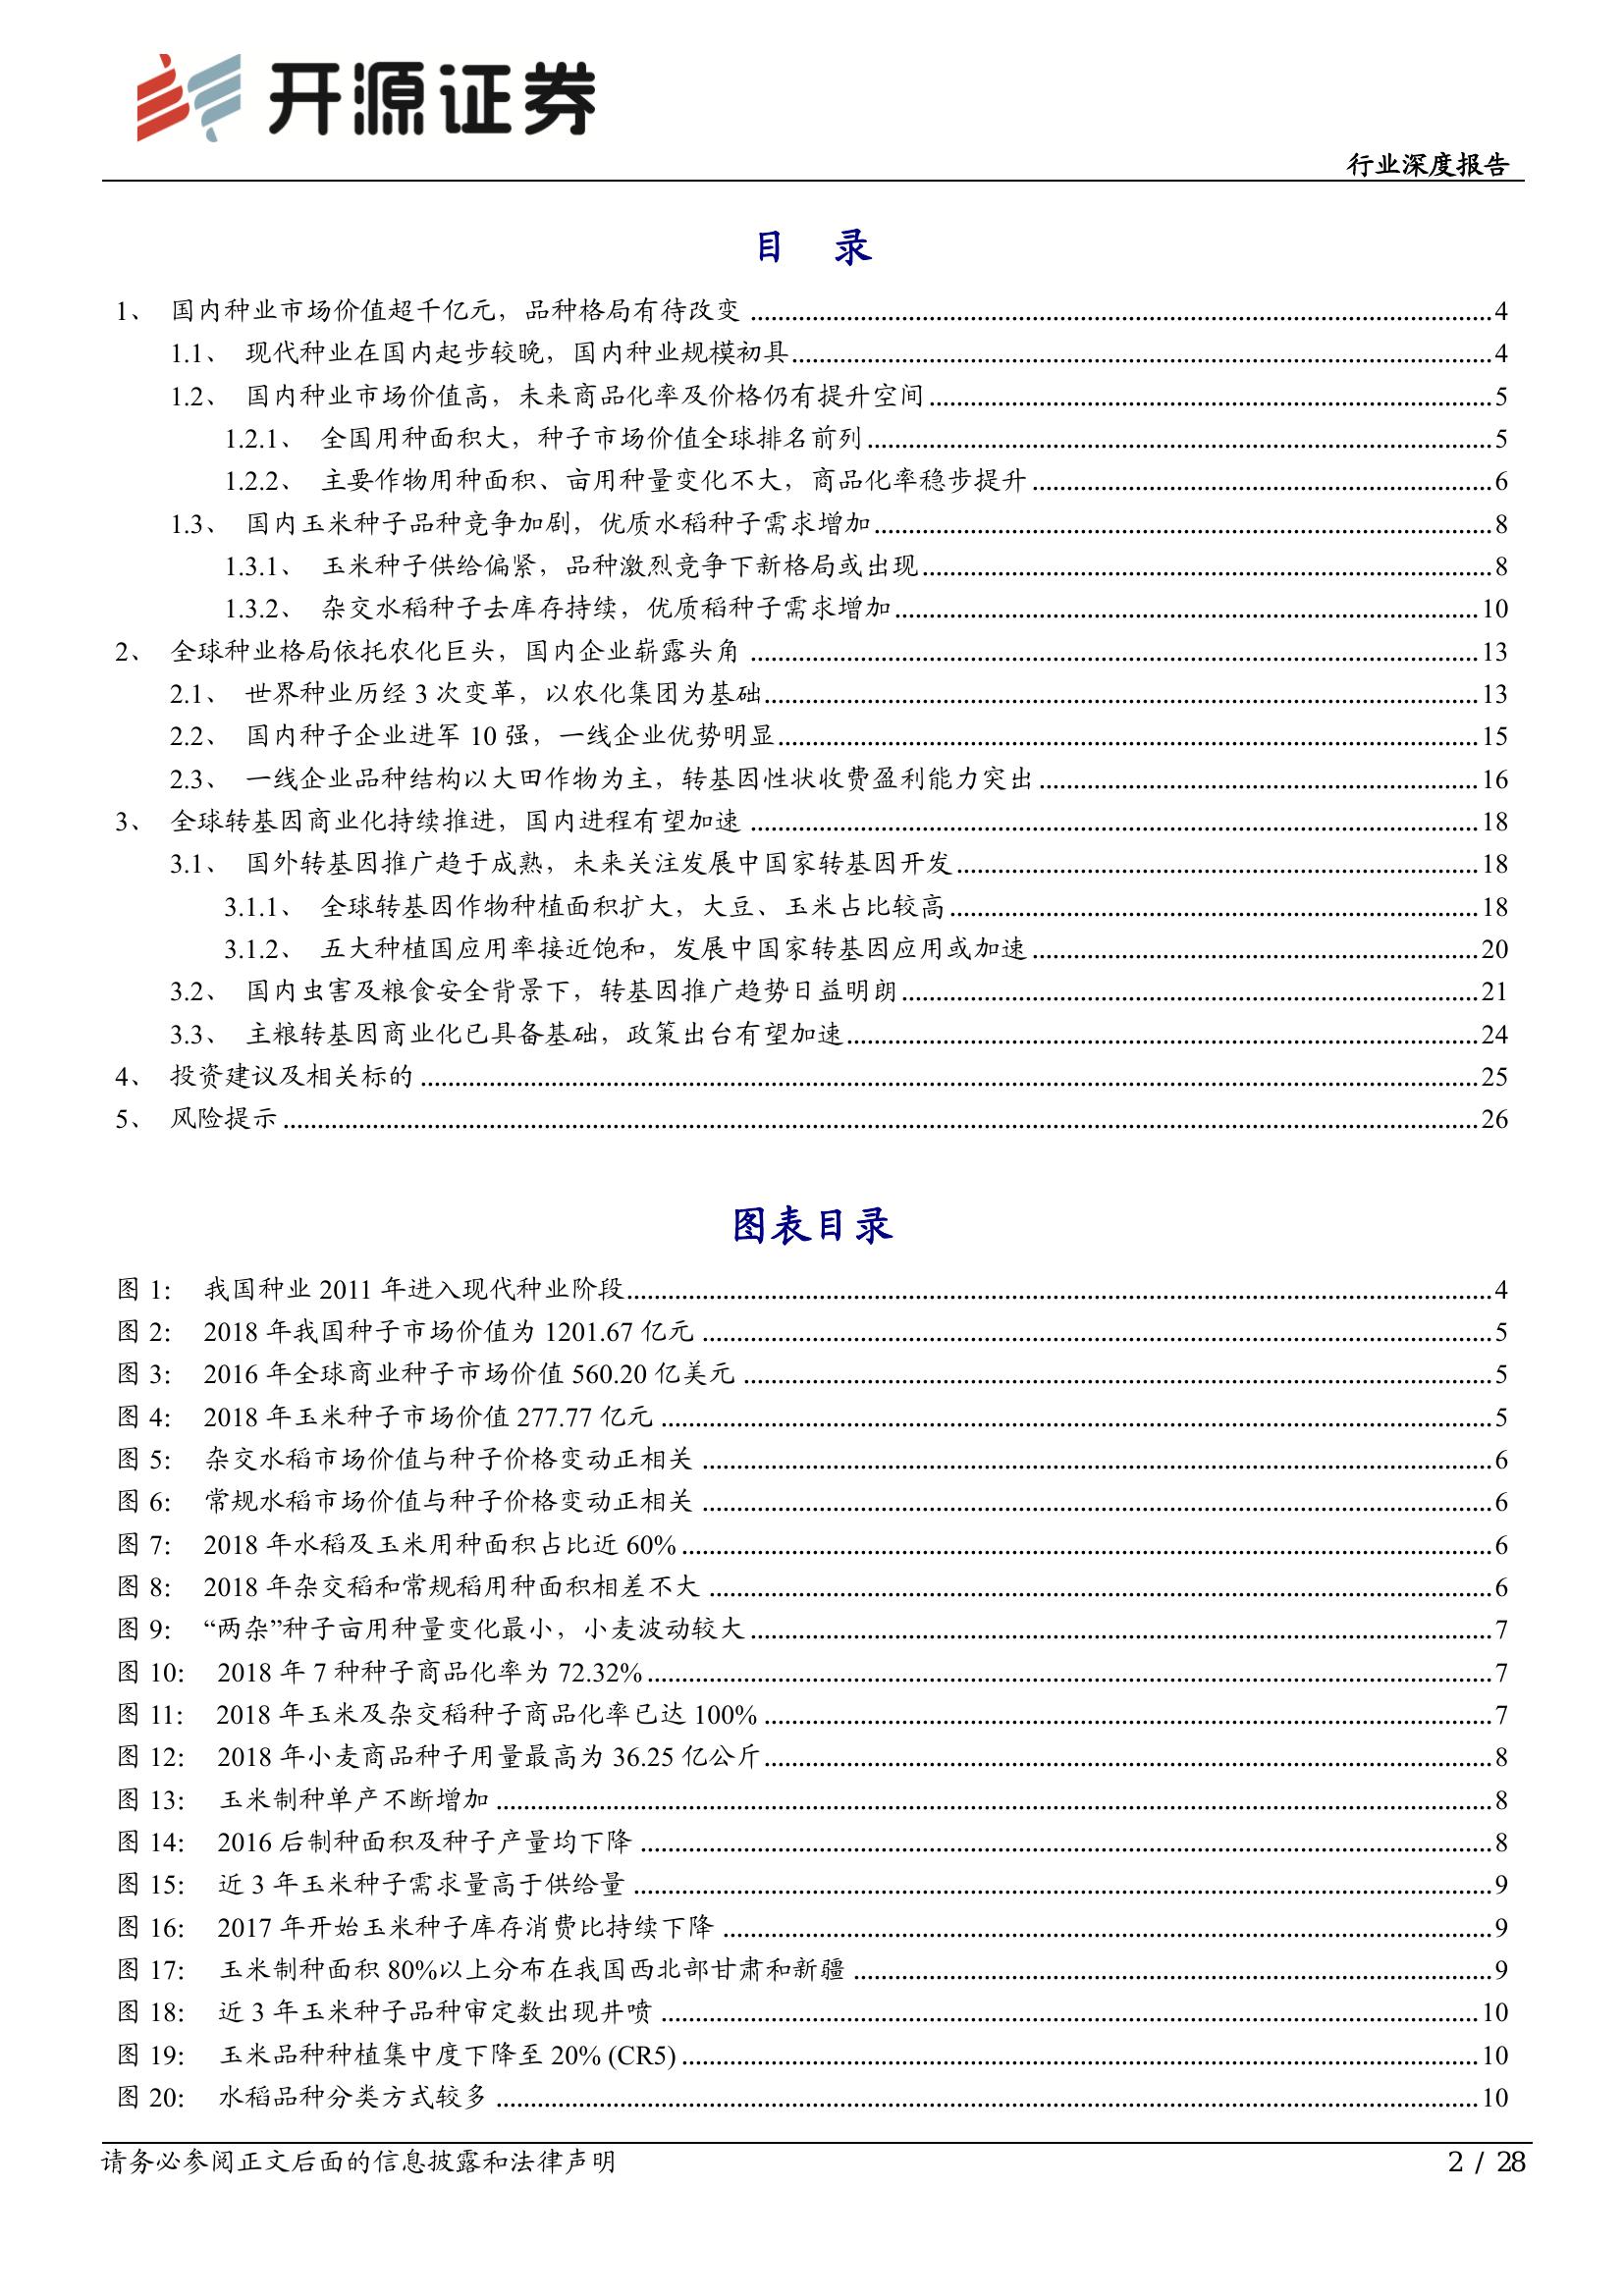 开源证券
行业深度报告
目 录
1、 国内种业市场价值超千亿元，品种格局有待改变 4
1.1、 现代种业在国内起步较晚，国内种业规模初具 4
1.2、 国内种业市场价值高，未来商品化率及价格仍有提升空间 5
1.2.1、 全国用种面积大，种子市场价值全球排名前列 5
1.2.2、 主要作物用种面积、亩用种量变化不大，商品化率稳步提升 6
1.3、 国内玉米种子品种竞争加剧，优质水稻种子需求增加 8
1.3.1、 玉米种子供给偏紧，品种激烈竞争下新格局或出现 8
1.3.2、 杂交水稻种子去库存持续，优质稻种子需求增加 10
2、 全球种业格局依托农化巨头，国内企业崭露头角 13
2.1、 世界种业历经 3 次变革，以农化集团为基础 13
2.2、 国内种子企业进军 10 强，一线企业优势明显 15
2.3、 一线企业品种结构以大田作物为主，转基因性状收费盈利能力突出 16
3、 全球转基因商业化持续推进，国内进程有望加速 18
3.1、 国外转基因推广趋于成熟，未来关注发展中国家转基因开发 18
3.1.1、 全球转基因作物种植面积扩大，大豆、玉米占比较高 18
3.1.2、 五大种植国应用率接近饱和，发展中国家转基因应用或加速 20
3.2、 国内虫害及粮食安全背景下，转基因推广趋势日益明朗 21
3.3、 主粮转基因商业化已具备基础，政策出台有望加速 24
4、 投资建议及相关标的 25
5、 风险提示 26
图表目录
图 1： 我国种业 2011 年进入现代种业阶段 4
图 2： 2018 年我国种子市场价值为 1201.67 亿元 5
图 3： 2016 年全球商业种子市场价值 560.20 亿美元 5
图 4： 2018 年玉米种子市场价值 277.77 亿元 5
图 5： 杂交水稻市场价值与种子价格变动正相关 6
图 6： 常规水稻市场价值与种子价格变动正相关 6
图 7： 2018 年水稻及玉米用种面积占比近 60% 6
图 8： 2018 年杂交稻和常规稻用种面积相差不大 6
图 9： “两杂”种子亩用种量变化最小，小麦波动较大 7
图 10： 2018 年 7 种种子商品化率为 72.32% 7
图 11： 2018 年玉米及杂交稻种子商品化率已达 100% 7
图 12： 2018 年小麦商品种子用量最高为 36.25 亿公斤 8
图 13： 玉米制种单产不断增加 8
图 14： 2016 后制种面积及种子产量均下降 8
图 15： 近 3 年玉米种子需求量高于供给量 9
图 16： 2017 年开始玉米种子库存消费比持续下降 9
图 17： 玉米制种面积 80%以上分布在我国西北部甘肃和新疆 9
图 18： 近 3 年玉米种子品种审定数出现井喷 10
图 19： 玉米品种种植集中度下降至 20% (CR5) 10
图 20： 水稻品种分类方式较多 10
请务必参阅正文后面的信息披露和法律声明 2 / 28